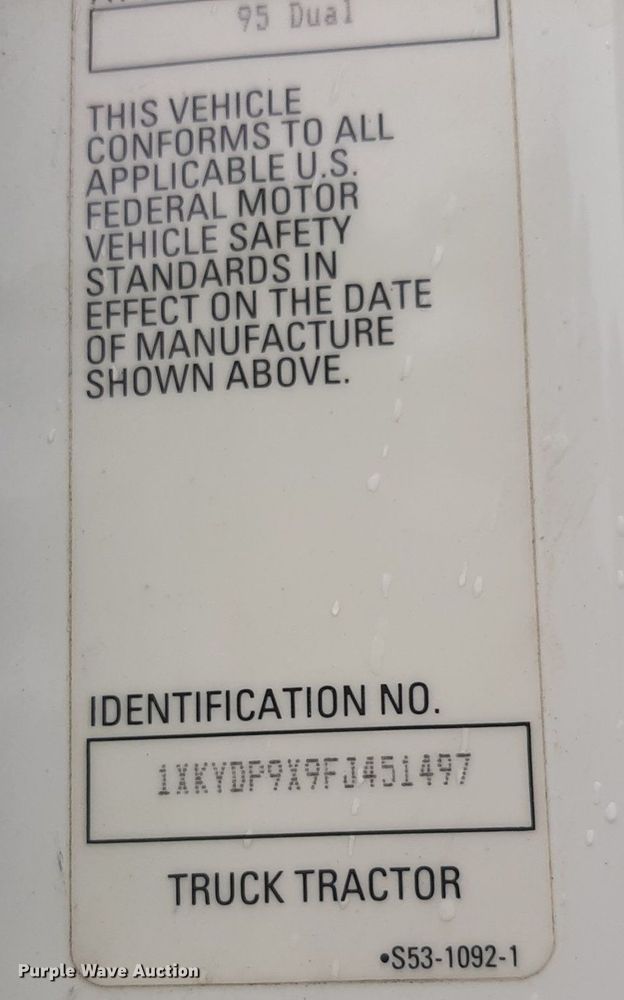 95 Dual
THIS VEHICLE
CONFORMS TO ALL
APPLICABLE U.S.
FEDERAL MOTOR
VEHICLE SAFETY
STANDARDS IN
EFFECT ON THE DATE
OF MANUFACTURE
SHOWN ABOVE.
IDENTIFICATION NO.
1XKYDP9X9FJ451497
TRUCK TRACTOR
•S53-1092-1
Purple Wave Auction